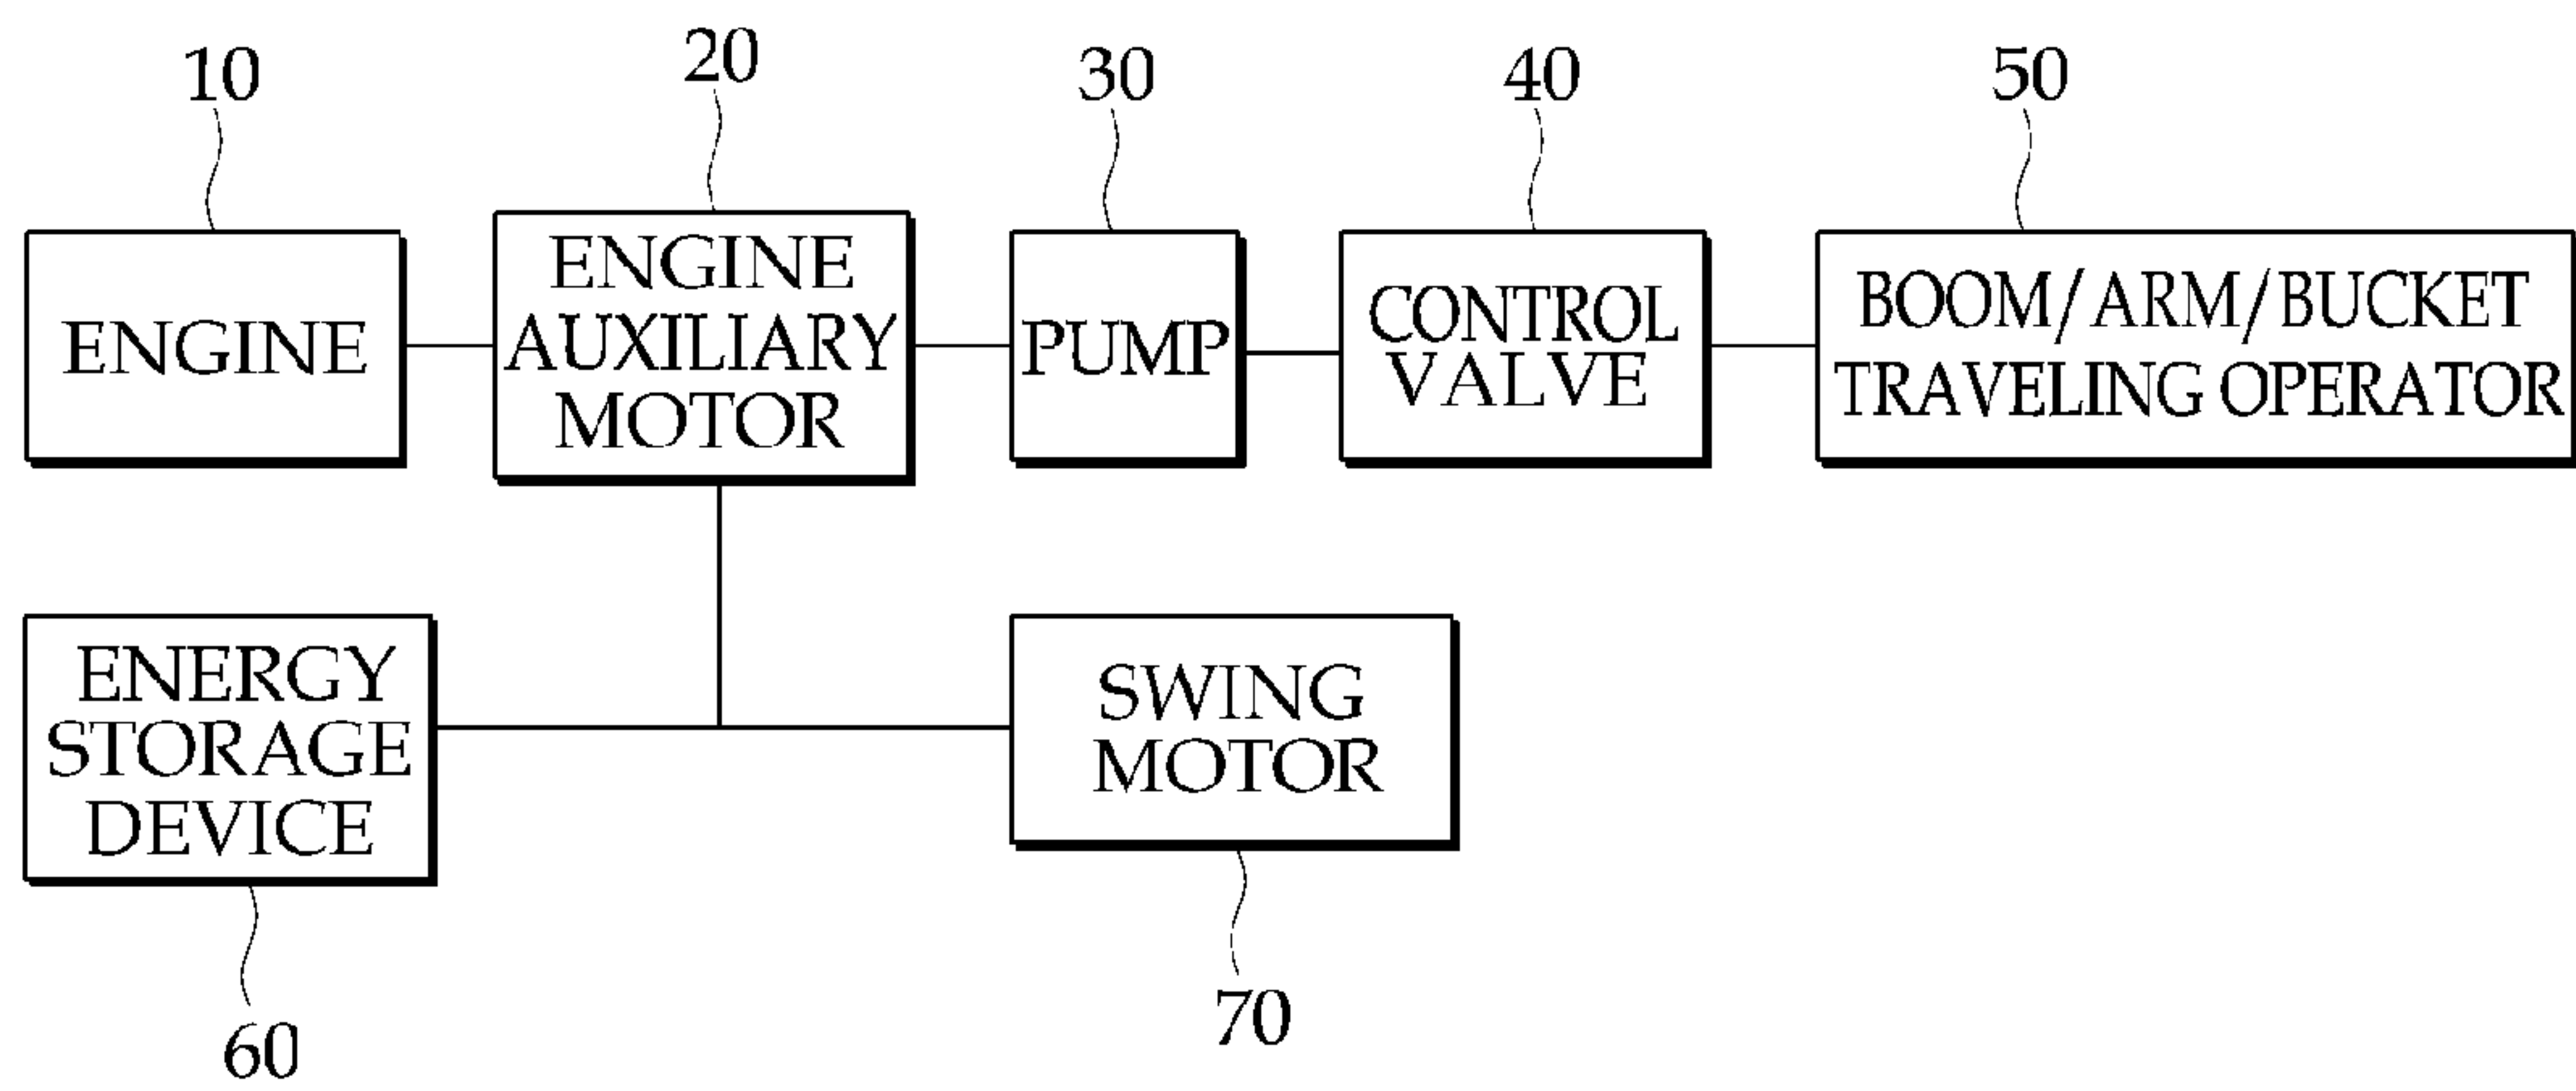 10
20
30
40
50
ENGINE
ENGINE
AUXILIARY
MOTOR
PUMP
CONTROL
VALVE
BOOM/ARM/BUCKET
TRAVELING OPERATOR
ENERGY
STORAGE
DEVICE
SWING
MOTOR
60
70